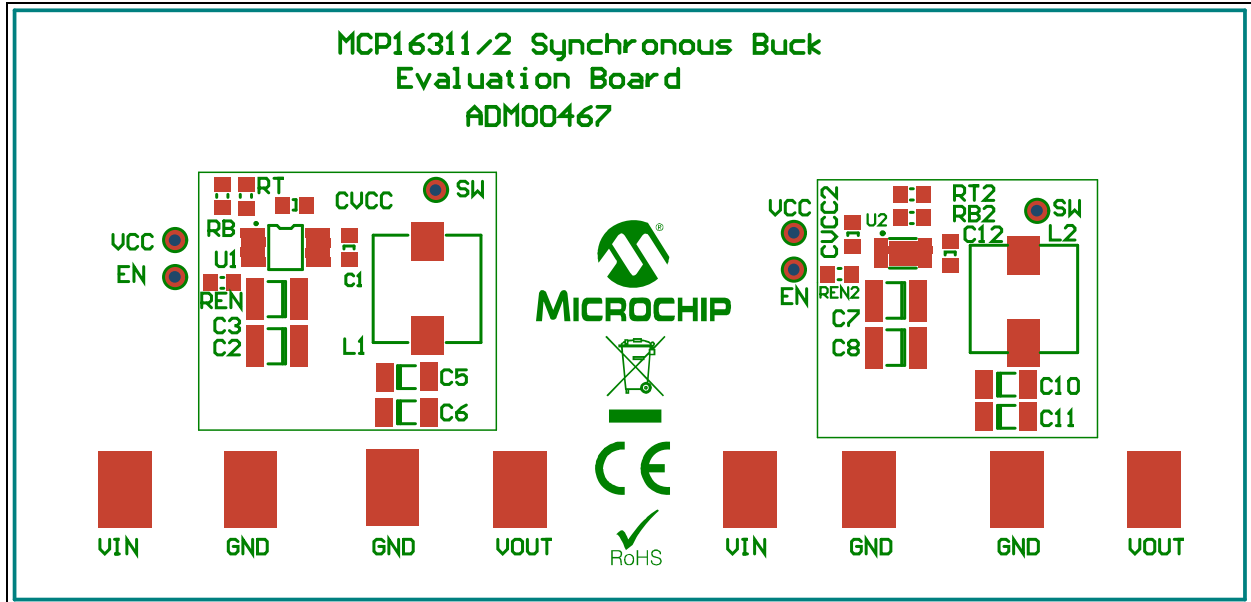 MCP16311/2 Synchronous Buck
Evaluation Board
ADM00467
RT
CVCC
SW
RB
VCC
U1
EN
C1
REN
C3
C2
L1
C5
C6
®
MICROCHIP
CE
RoHS
VCC
CVCC2
U2
RT2
RB2
SW
C12
L2
EN
REN2
C7
C8
C10
C11
VIN
GND
GND
VOUT
VIN
GND
GND
VOUT